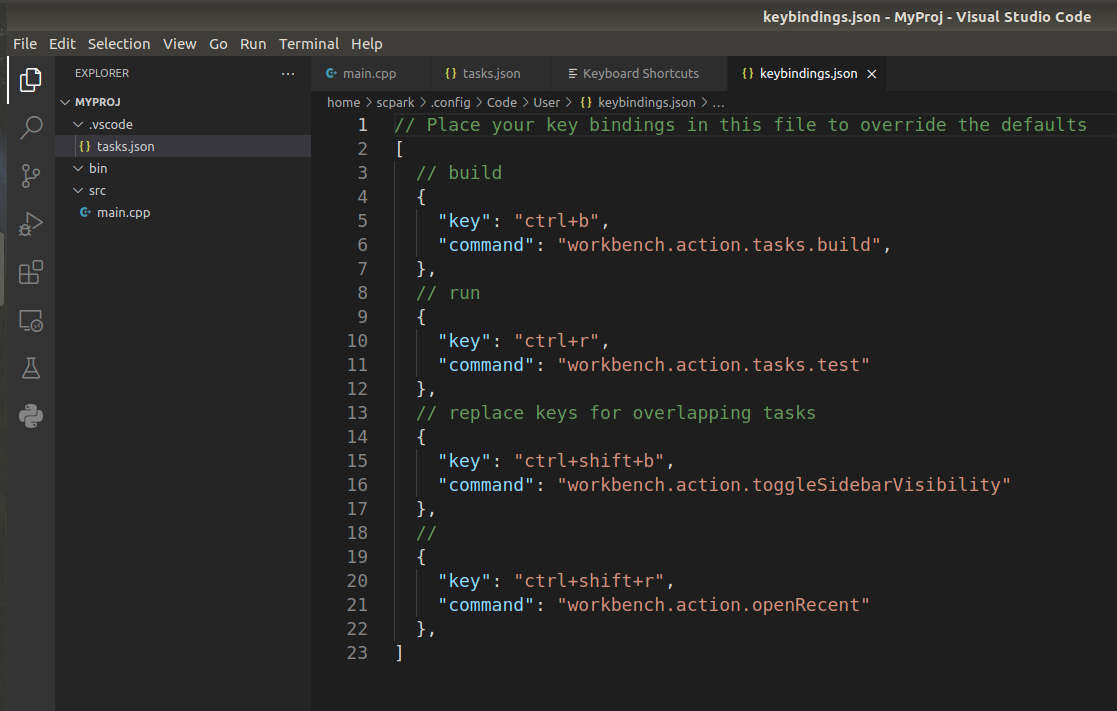 keybindings.json - MyProj - Visual Studio Code
File Edit Selection View Go Run Terminal Help
EXPLORER ···
MYPROJ
.vscode
{} tasks.json
bin
src
main.cpp
main.cpp {} tasks.json Keyboard Shortcuts {} keybindings.json ×
home > scpark > .config > Code > User > {} keybindings.json > ...
1 // Place your key bindings in this file to override the defaults
2 [
3 // build
4 {
5 "key": "ctrl+b",
6 "command": "workbench.action.tasks.build",
7 },
8 // run
9 {
10 "key": "ctrl+r",
11 "command": "workbench.action.tasks.test"
12 },
13 // replace keys for overlapping tasks
14 {
15 "key": "ctrl+shift+b",
16 "command": "workbench.action.toggleSidebarVisibility"
17 },
18 //
19 {
20 "key": "ctrl+shift+r",
21 "command": "workbench.action.openRecent"
22 },
23 ]